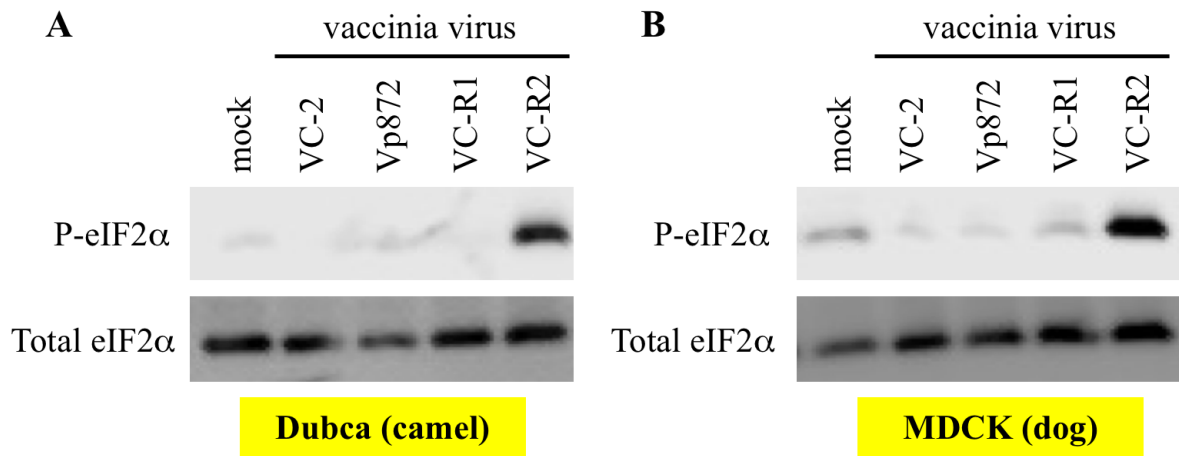 A
vaccinia virus
mock
VC-2
Vp872
VC-R1
VC-R2
P-eIF2α
Total eIF2α
Dubca (camel)
B
vaccinia virus
mock
VC-2
Vp872
VC-R1
VC-R2
P-eIF2α
Total eIF2α
MDCK (dog)